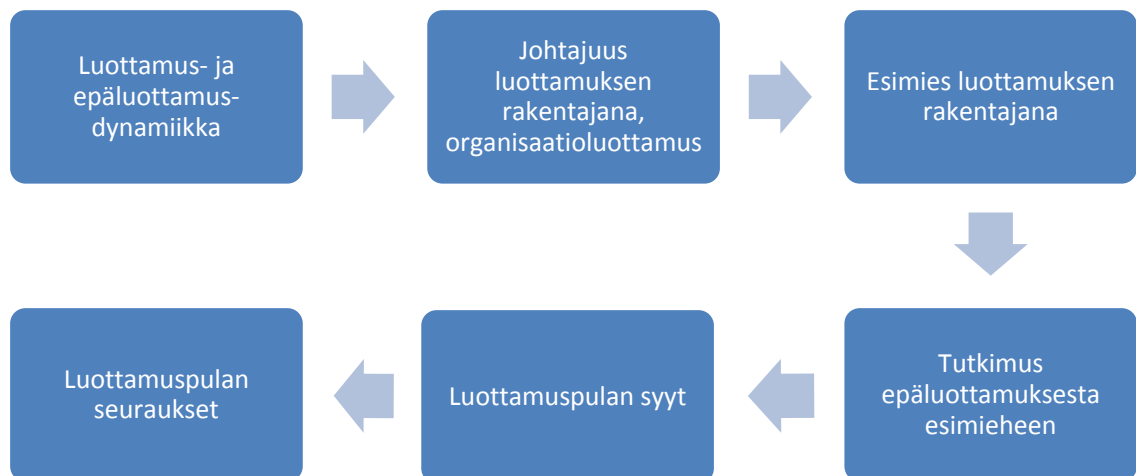 Luottamus- ja
epäluottamus-
dynamiikka
Johtajuus
luottamuksen
rakentajana,
organisaatioluottamus
Esimies luottamuksen
rakentajana
Tutkimus
epäluottamuksesta
esimieheen
Luottamuspulan syyt
Luottamuspulan
seuraukset